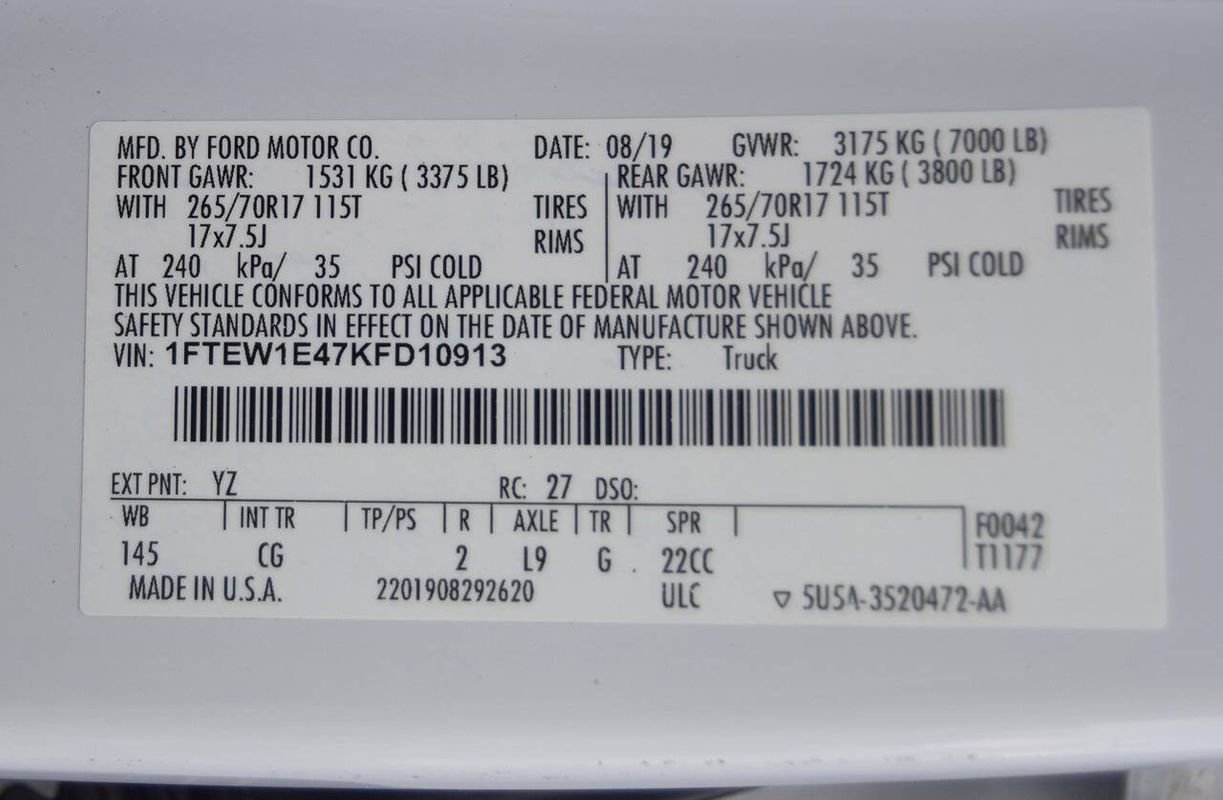 MFD. BY FORD MOTOR CO. DATE: 08/19 GVWR: 3175 KG ( 7000 LB)
FRONT GAWR: 1531 KG ( 3375 LB) REAR GAWR: 1724 KG ( 3800 LB)
WITH 265/70R17 115T TIRES WITH 265/70R17 115T TIRES
17x7.5J RIMS 17x7.5J RIMS
AT 240 kPa/ 35 PSI COLD AT 240 kPa/ 35 PSI COLD
THIS VEHICLE CONFORMS TO ALL APPLICABLE FEDERAL MOTOR VEHICLE
SAFETY STANDARDS IN EFFECT ON THE DATE OF MANUFACTURE SHOWN ABOVE.
VIN: 1FTEW1E47KFD10913 TYPE: Truck
EXT PNT: YZ RC: 27 DSO:
WB INT TR TP/PS R AXLE TR SPR F0042
145 CG 2 L9 G . 22CC T1177
MADE IN U.S.A. 2201908292620 ULC ▽ 5U5A-3520472-AA